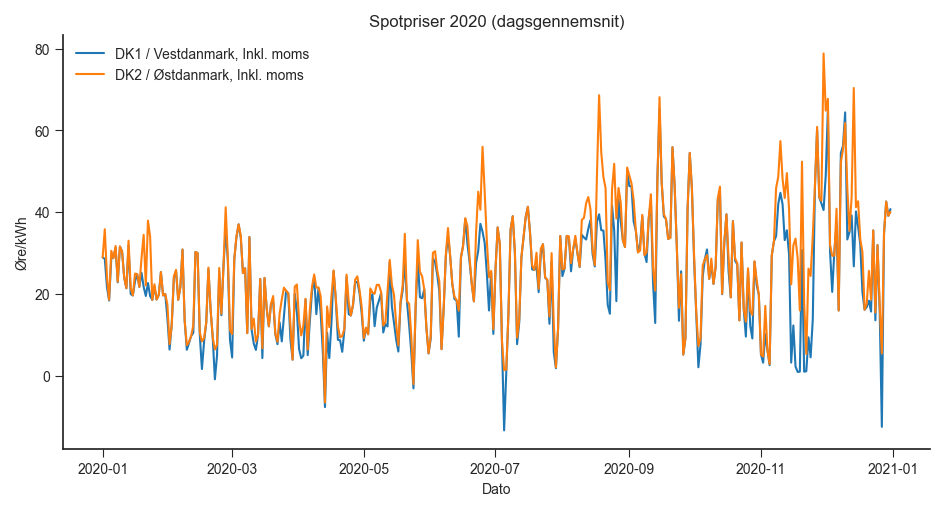 Spotpriser 2020 (dagsgennemsnit)
DK1 / Vestdanmark, Inkl. moms
DK2 / Østdanmark, Inkl. moms
Øre/kWh
80
60
40
20
0
2020-01
2020-03
2020-05
2020-07
2020-09
2020-11
2021-01
Dato